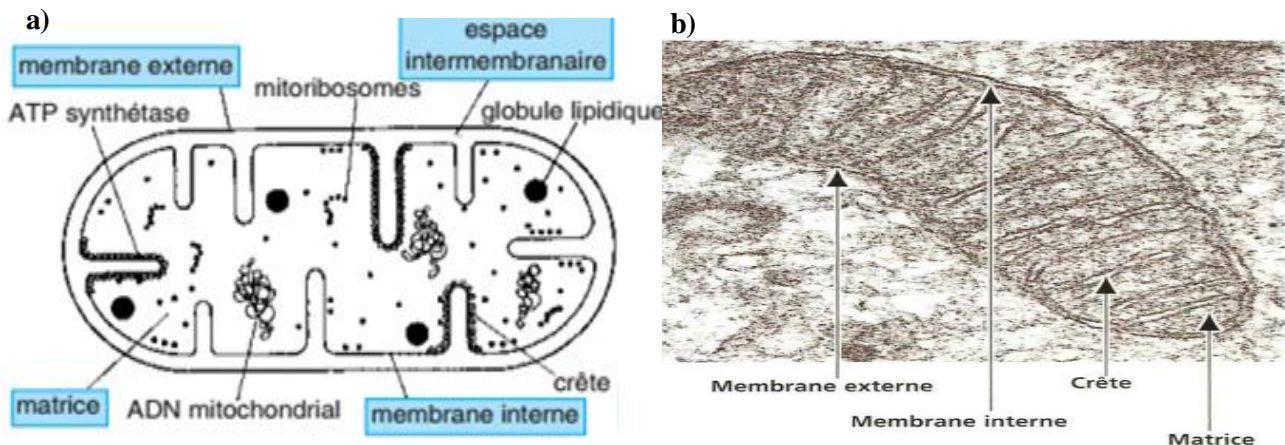 a)
membrane externe
espace
intermembranaire
ATP synthétase
mitoribosomes
globule lipidique
matrice
ADN mitochondrial
membrane interne
crête
b)
Membrane externe
Membrane interne
Crête
Matrice